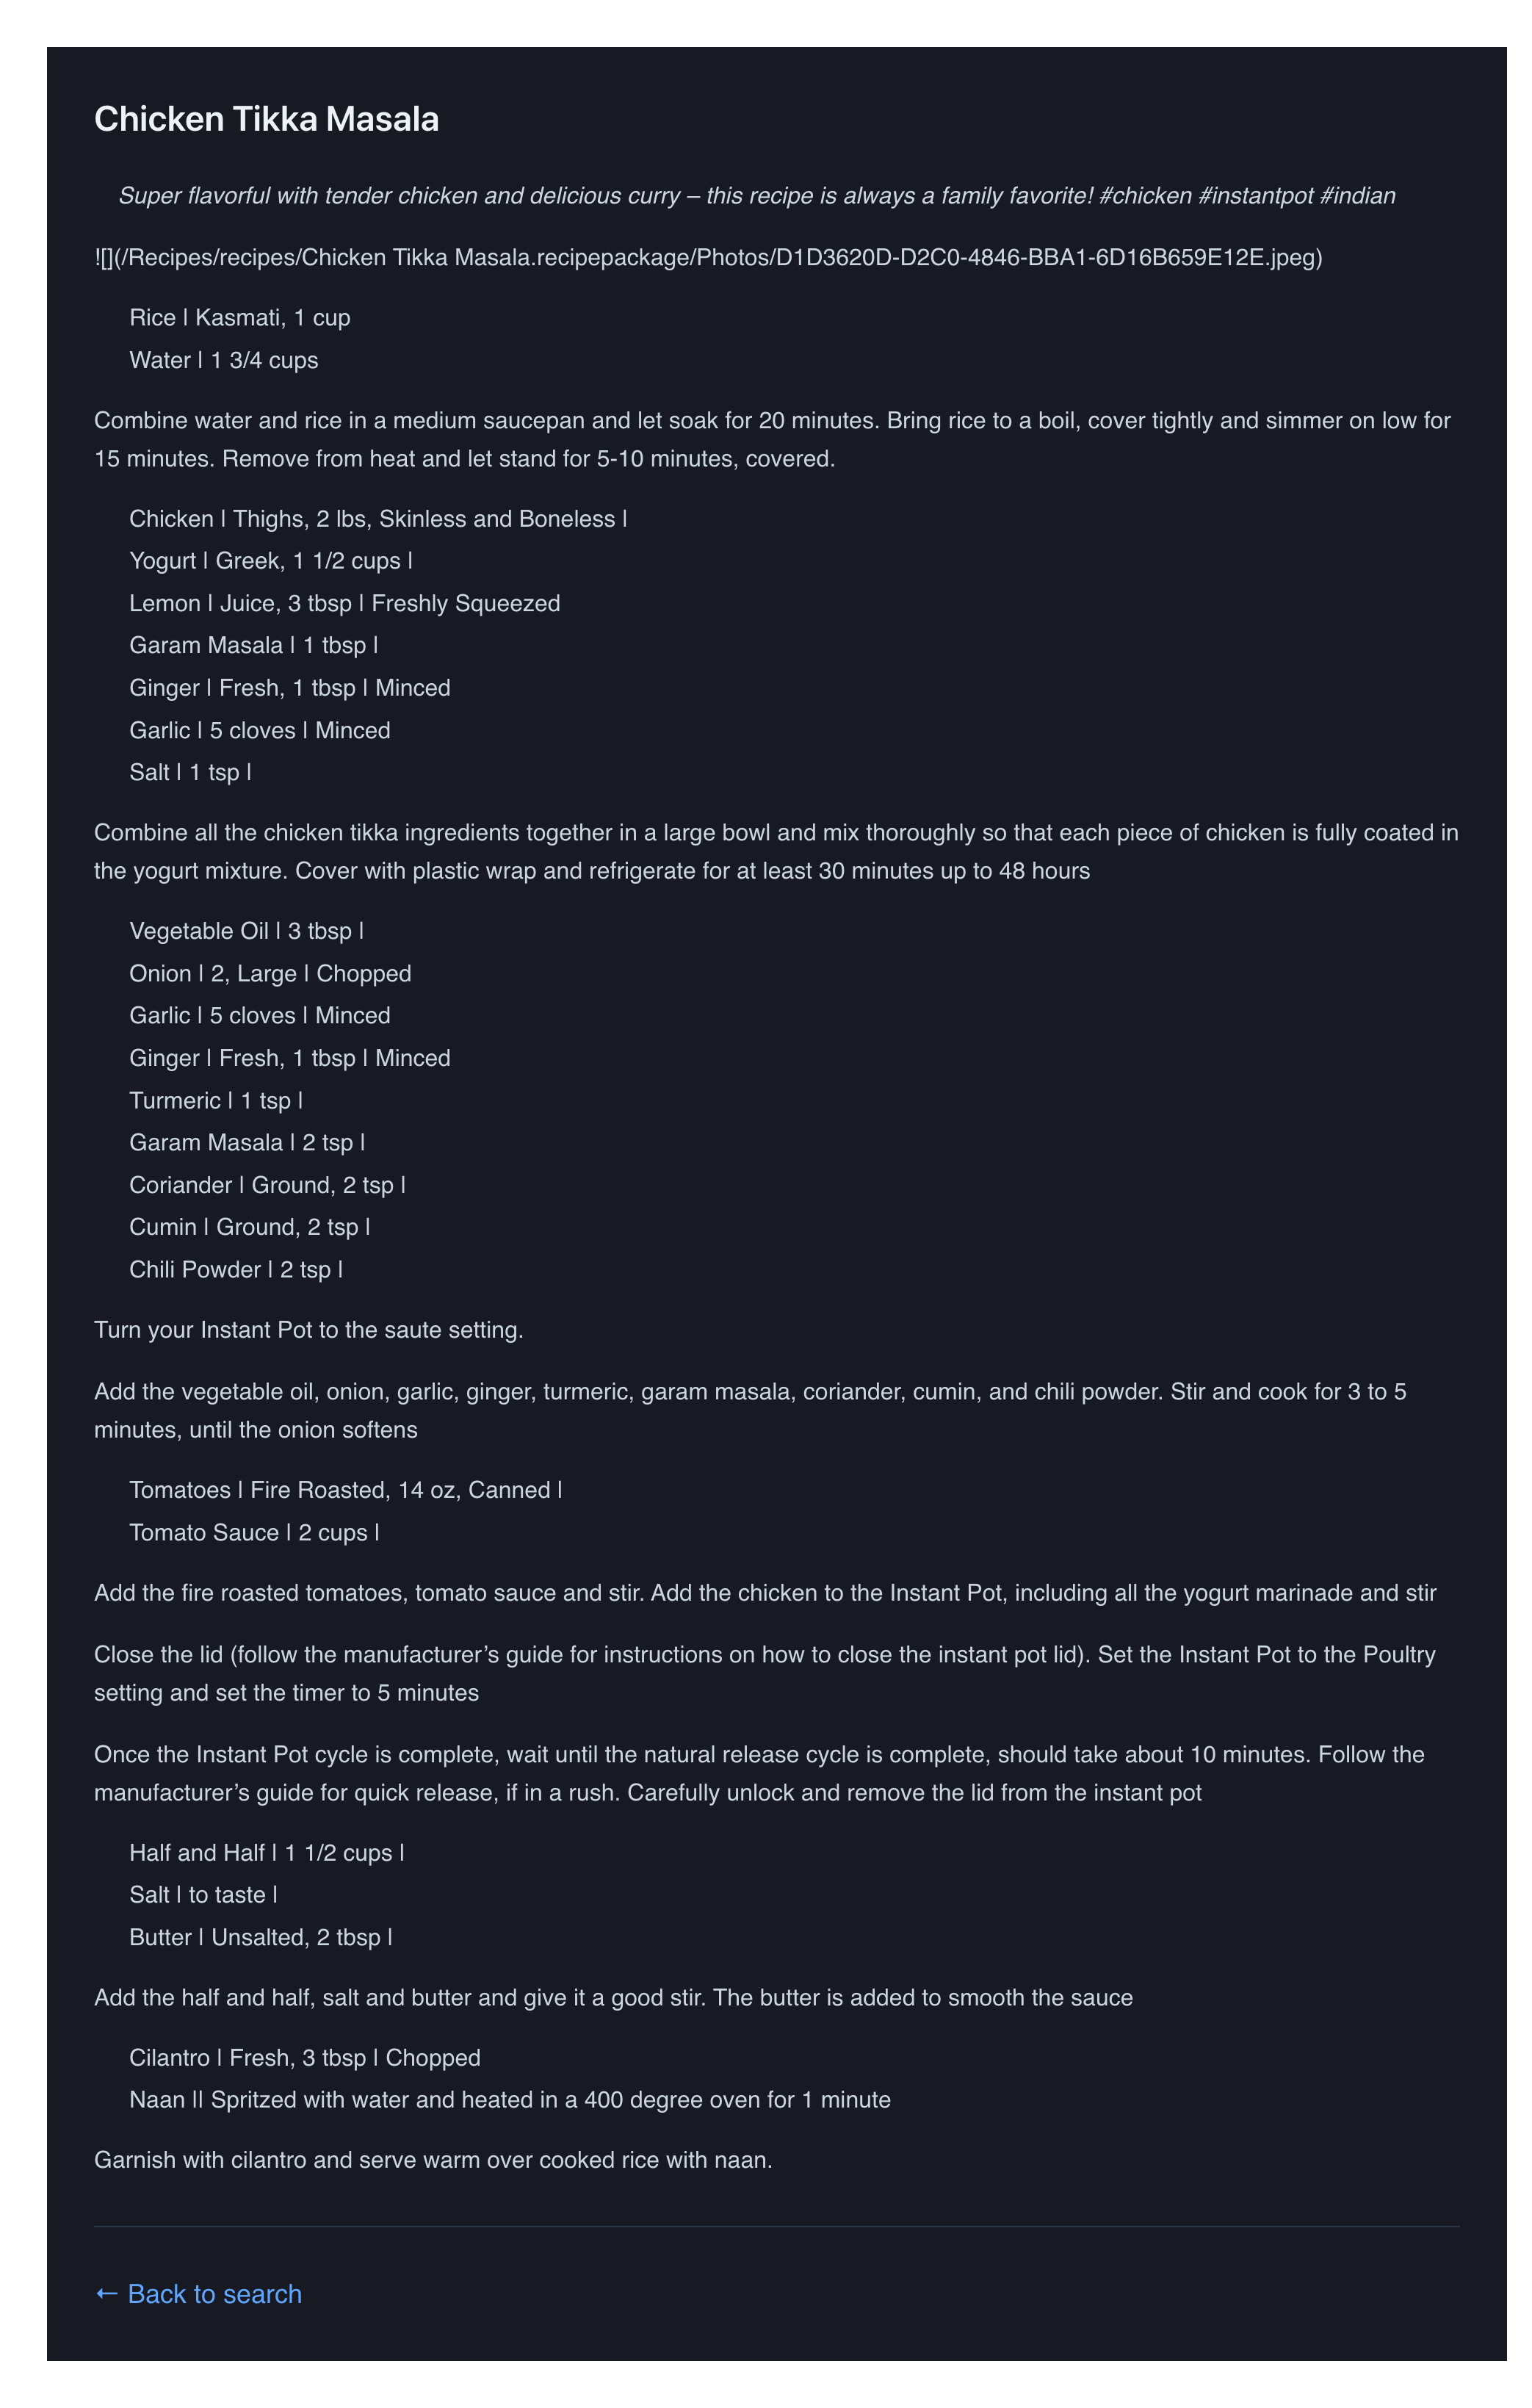 Chicken Tikka Masala
Super flavorful with tender chicken and delicious curry – this recipe is always a family favorite! #chicken #instantpot #indian
![](/Recipes/recipes/Chicken Tikka Masala.recipepackage/Photos/D1D3620D-D2C0-4846-BBA1-6D16B659E12E.jpeg)
Rice | Kasmati, 1 cup
Water | 1 3/4 cups
Combine water and rice in a medium saucepan and let soak for 20 minutes. Bring rice to a boil, cover tightly and simmer on low for
15 minutes. Remove from heat and let stand for 5-10 minutes, covered.
Chicken | Thighs, 2 lbs, Skinless and Boneless |
Yogurt | Greek, 1 1/2 cups |
Lemon | Juice, 3 tbsp | Freshly Squeezed
Garam Masala | 1 tbsp |
Ginger | Fresh, 1 tbsp | Minced
Garlic | 5 cloves | Minced
Salt | 1 tsp |
Combine all the chicken tikka ingredients together in a large bowl and mix thoroughly so that each piece of chicken is fully coated in
the yogurt mixture. Cover with plastic wrap and refrigerate for at least 30 minutes up to 48 hours
Vegetable Oil | 3 tbsp |
Onion | 2, Large | Chopped
Garlic | 5 cloves | Minced
Ginger | Fresh, 1 tbsp | Minced
Turmeric | 1 tsp |
Garam Masala | 2 tsp |
Coriander | Ground, 2 tsp |
Cumin | Ground, 2 tsp |
Chili Powder | 2 tsp |
Turn your Instant Pot to the saute setting.
Add the vegetable oil, onion, garlic, ginger, turmeric, garam masala, coriander, cumin, and chili powder. Stir and cook for 3 to 5
minutes, until the onion softens
Tomatoes | Fire Roasted, 14 oz, Canned |
Tomato Sauce | 2 cups |
Add the fire roasted tomatoes, tomato sauce and stir. Add the chicken to the Instant Pot, including all the yogurt marinade and stir
Close the lid (follow the manufacturer’s guide for instructions on how to close the instant pot lid). Set the Instant Pot to the Poultry
setting and set the timer to 5 minutes
Once the Instant Pot cycle is complete, wait until the natural release cycle is complete, should take about 10 minutes. Follow the
manufacturer’s guide for quick release, if in a rush. Carefully unlock and remove the lid from the instant pot
Half and Half | 1 1/2 cups |
Salt | to taste |
Butter | Unsalted, 2 tbsp |
Add the half and half, salt and butter and give it a good stir. The butter is added to smooth the sauce
Cilantro | Fresh, 3 tbsp | Chopped
Naan || Spritzed with water and heated in a 400 degree oven for 1 minute
Garnish with cilantro and serve warm over cooked rice with naan.
← Back to search